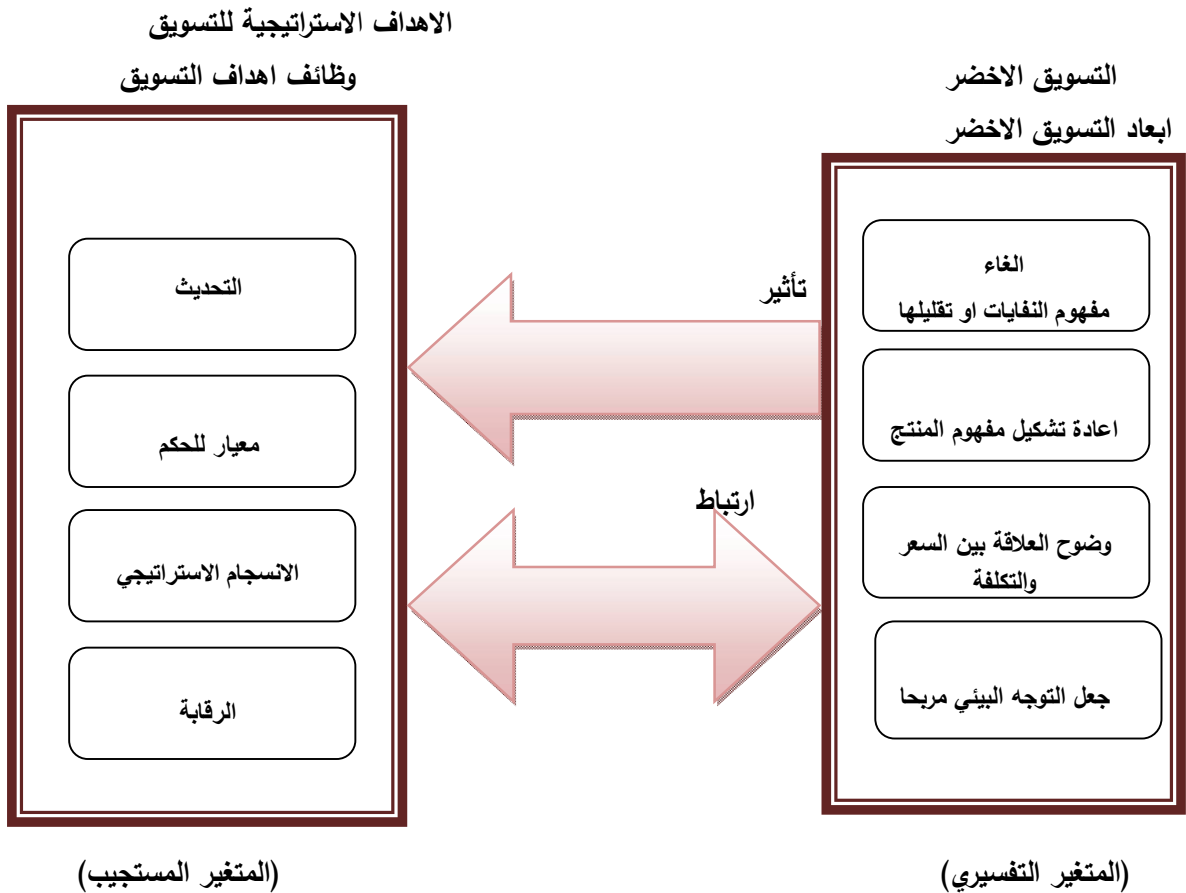 التسويق الاخضر
ابعاد التسويق الاخضر
الغاء
مفهوم النفايات او تقليلها
اعادة تشكيل مفهوم المنتج
وضوح العلاقة بين السعر
والتكلفة
جعل التوجه البيئي مربحا
(المتغير التفسيري)
تأثير
ارتباط
الاهداف الاستراتيجية للتسويق
وظائف اهداف التسويق
التحديث
معيار للحكم
الانسجام الاستراتيجي
الرقابة
(المتغير المستجيب)